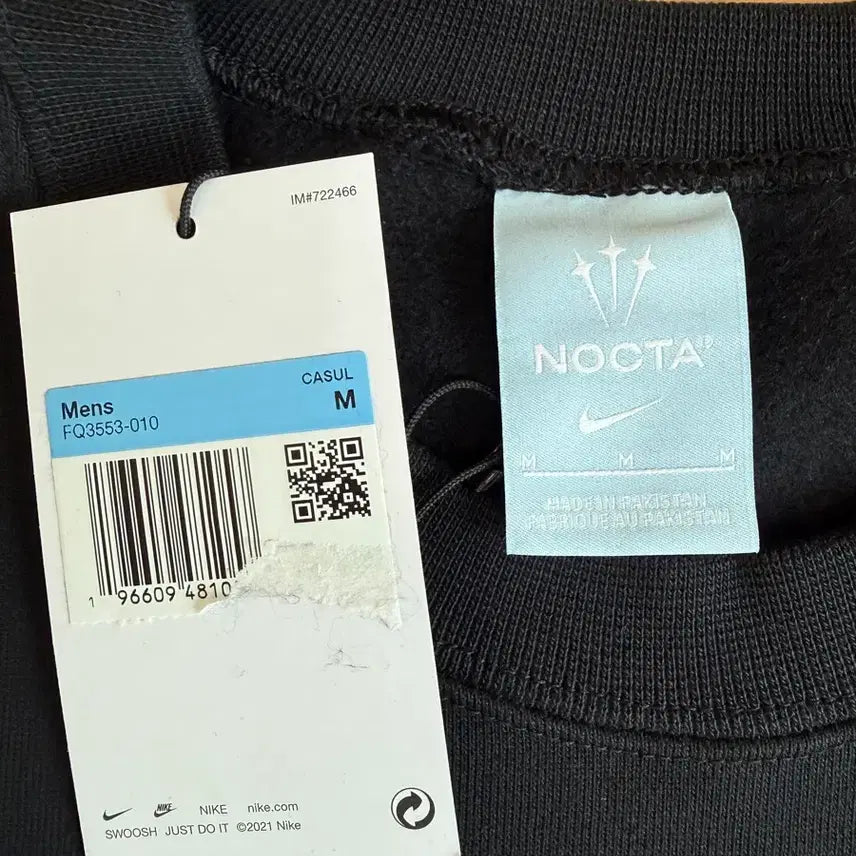 IM#722466
CASUL
Mens M
FQ3553-010
1 96609 4810
NIKE nike.com
SWOOSH JUST DO IT ©2021 Nike
NOCTA
M M M
MADE IN PAKISTAN
FABRIQUE AU PAKISTAN